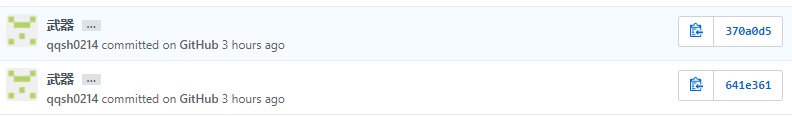 武器 …
qqsh0214 committed on GitHub 3 hours ago
370a0d5
武器 …
qqsh0214 committed on GitHub 3 hours ago
641e361